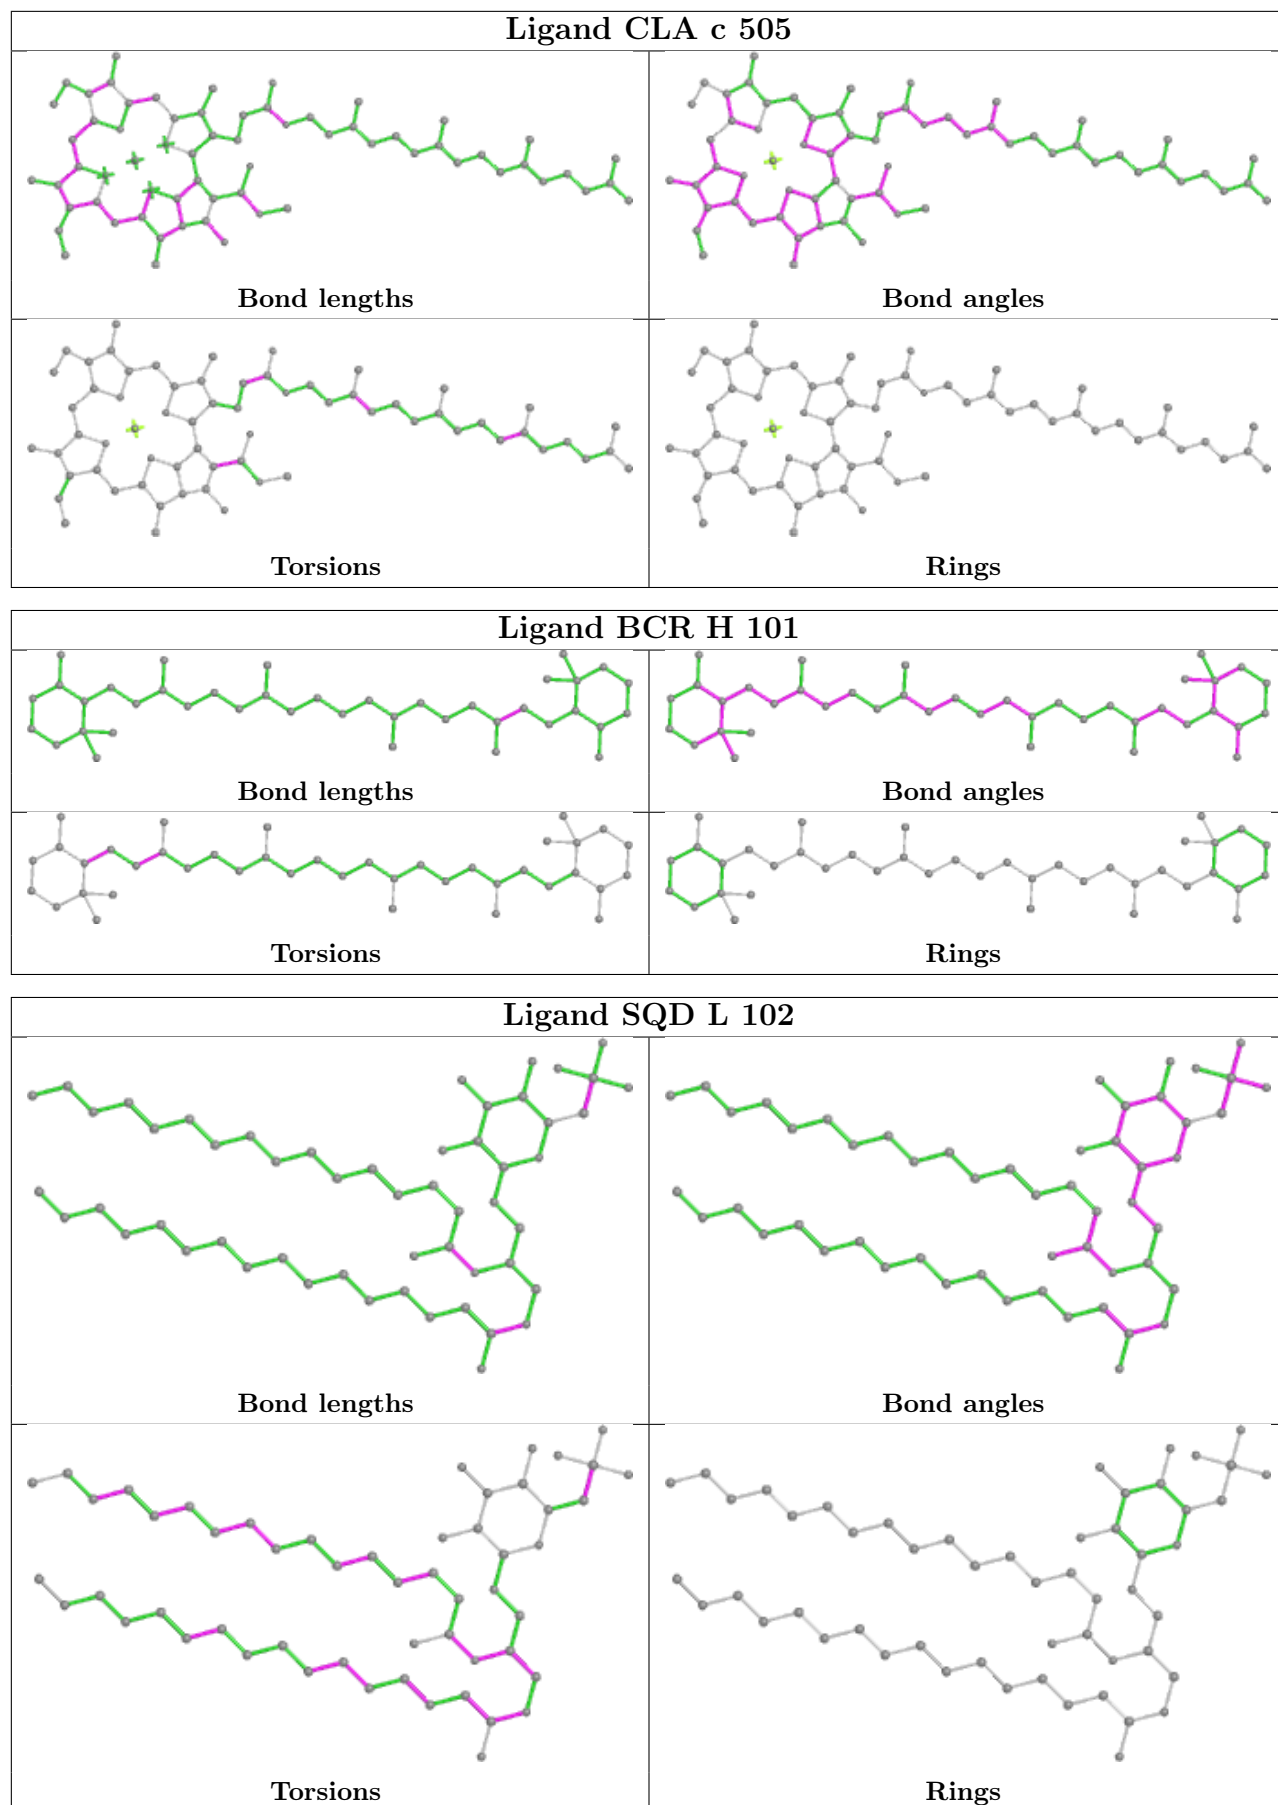 Ligand CLA c 505
Bond lengths
Bond angles
Torsions
Rings
Ligand BCR H 101
Bond lengths
Bond angles
Torsions
Rings
Ligand SQD L 102
Bond lengths
Bond angles
Torsions
Rings